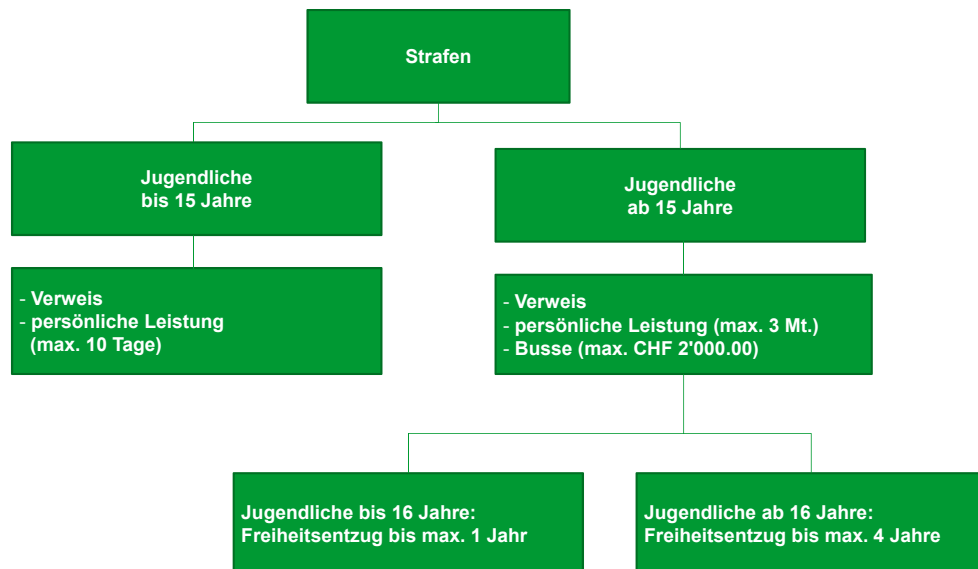 Strafen
Jugendliche
bis 15 Jahre
Jugendliche
ab 15 Jahre
- Verweis
- persönliche Leistung
(max. 10 Tage)
- Verweis
- persönliche Leistung (max. 3 Mt.)
- Busse (max. CHF 2'000.00)
Jugendliche bis 16 Jahre:
Freiheitsentzug bis max. 1 Jahr
Jugendliche ab 16 Jahre:
Freiheitsentzug bis max. 4 Jahre